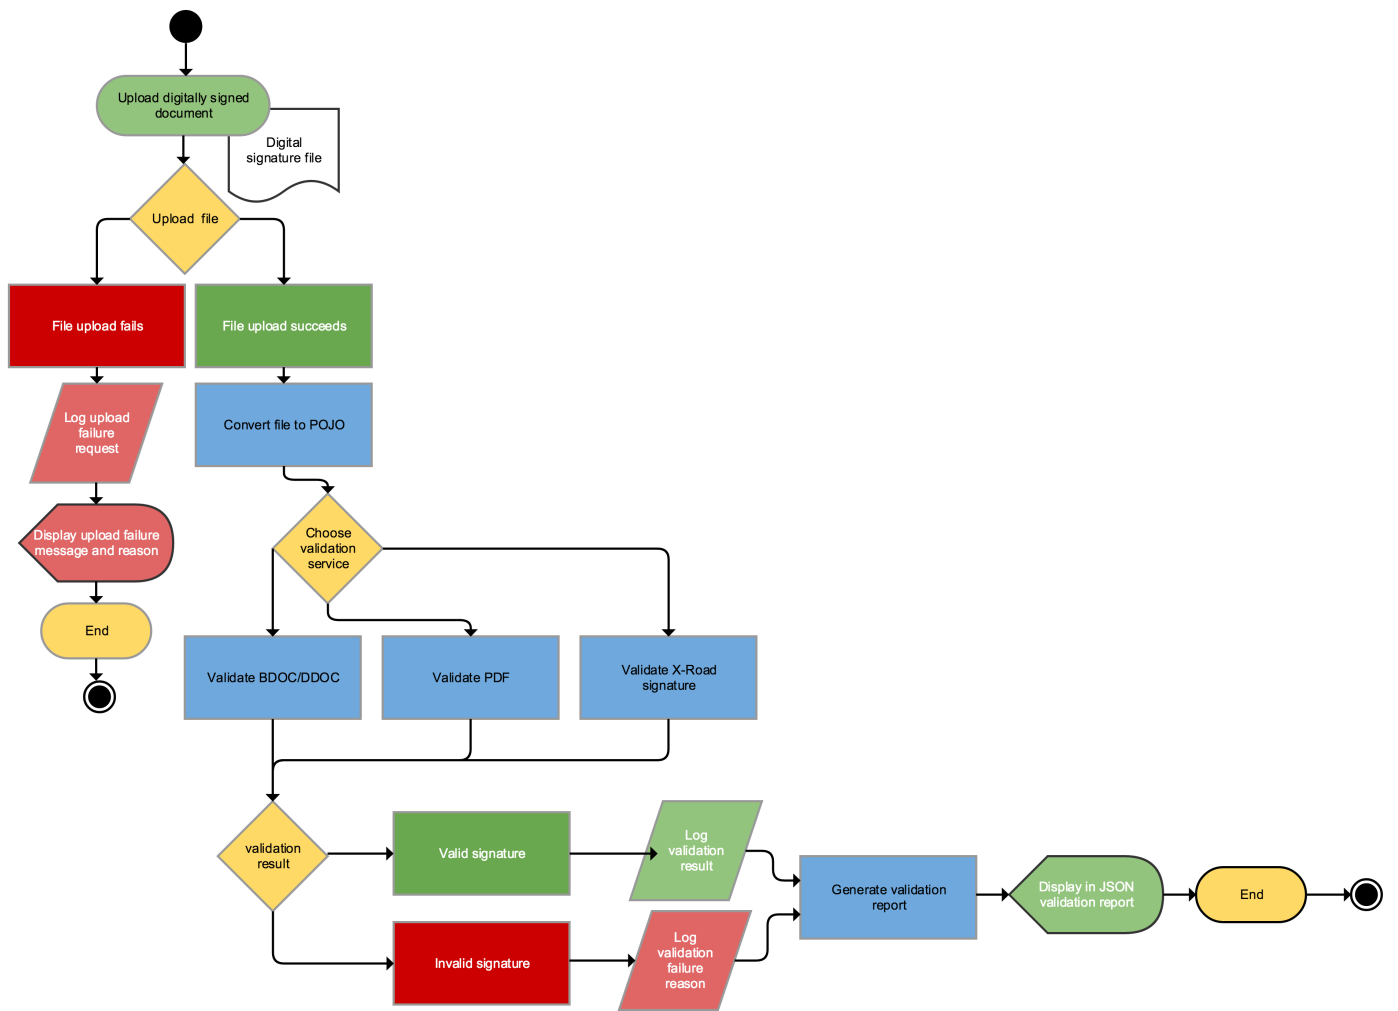 Upload digitally signed
document
Digital
signature file
Upload  file
File upload fails
File upload succeeds
Log upload
failure
request
Convert file to POJO
Display upload failure
message and reason
Choose
validation
service
End
Validate BDOC/DDOC
Validate PDF
Validate X-Road
signature
validation
result
Valid signature
Log
validation
result
Generate validation
report
Display in JSON
validation report
End
Invalid signature
Log
validation
failure
reason